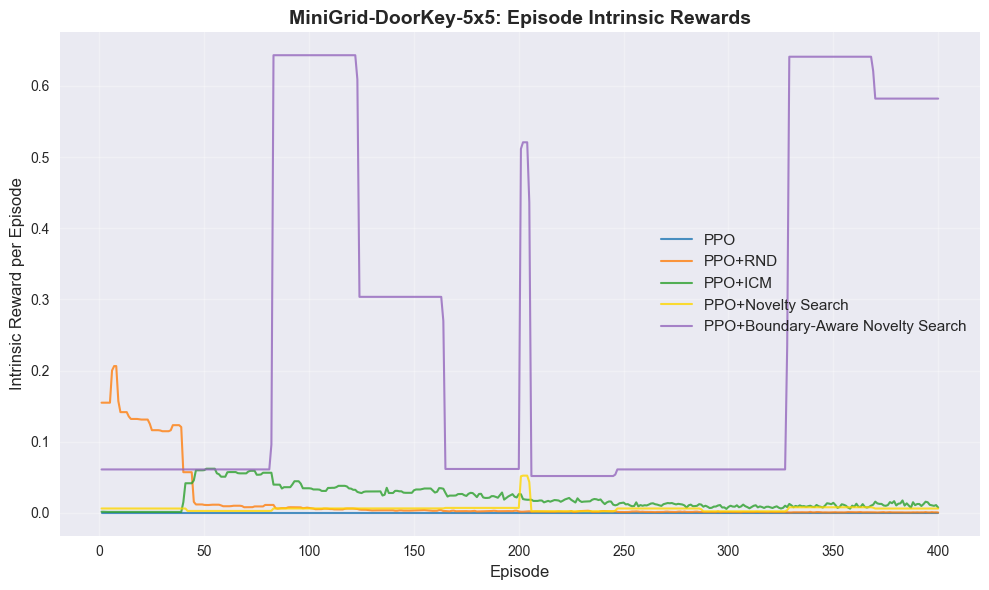 MiniGrid-DoorKey-5x5: Episode Intrinsic Rewards
Intrinsic Reward per Episode
0.6
0.5
0.4
0.3
0.2
0.1
0.0
PPO
PPO+RND
PPO+ICM
PPO+Novelty Search
PPO+Boundary-Aware Novelty Search
0 50 100 150 200 250 300 350 400
Episode